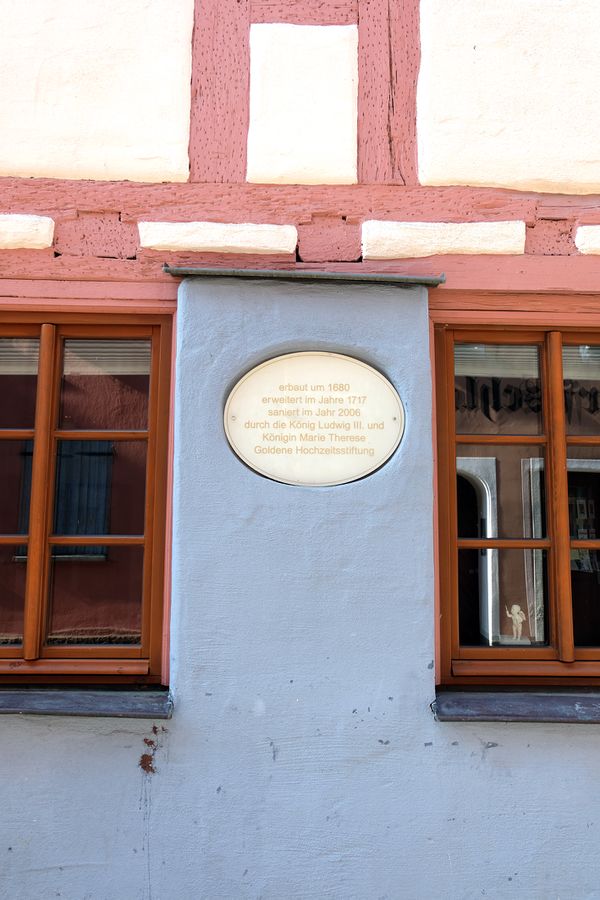 erbaut um 1680
erweitert im Jahre 1717
saniert im Jahr 2006
durch die König Ludwig III. und
Königin Marie Therese
Goldene Hochzeitsstiftung